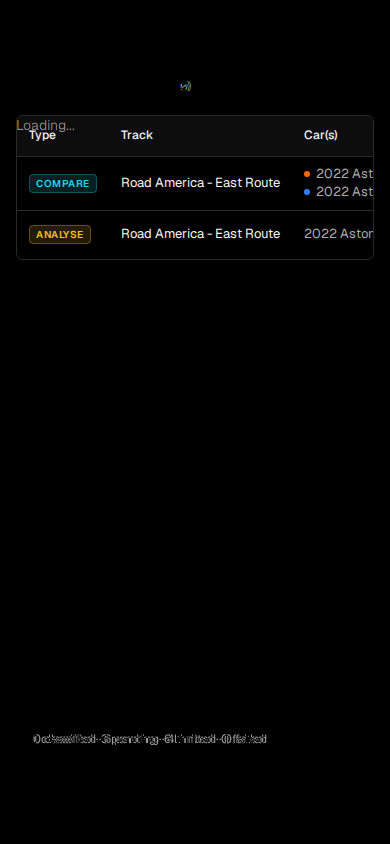 Loading...
Type Track Car(s)
COMPARE Road America - East Route 2022 Ast
2022 Ast
ANALYSE Road America - East Route 2022 Astor